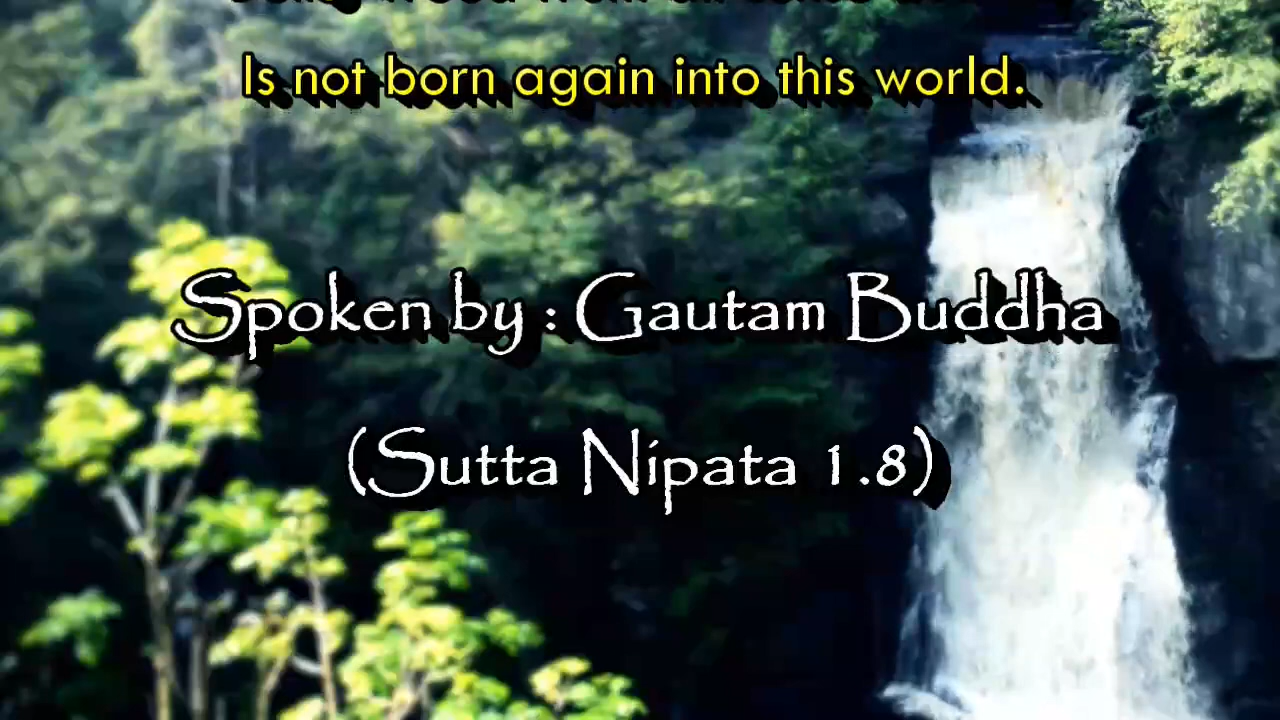 Is not born again into this world.
Spoken by : Gautam Buddha
(Sutta Nipata 1.8)